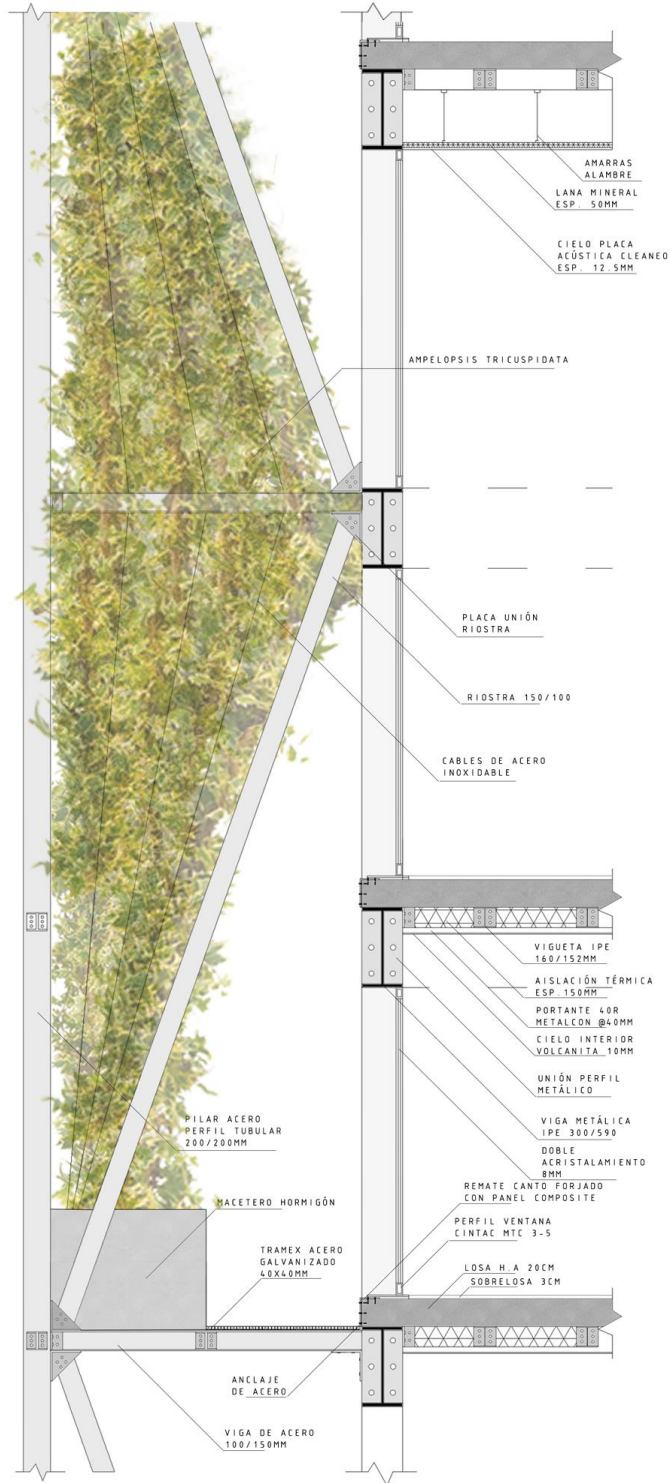 AMARRAS
ALAMBRE
LANA MINERAL
ESP. 50MM
CIELO PLACA
ACÚSTICA CLEANEO
ESP. 12.5MM
AMPELOPSIS TRICUSPIDATA
PLACA UNIÓN
RIOSTRA
RIOSTRA 150/100
CABLES DE ACERO
INOXIDABLE
VIGUETA IPE
160/152MM
AISLACIÓN TÉRMICA
ESP.150MM
PORTANTE 40R
METALCON @40MM
CIELO INTERIOR
VOLCANITA 10MM
UNIÓN PERFIL
METÁLICO
VIGA METÁLICA
IPE 300/590
DOBLE
ACRISTALAMIENTO
8MM
PILAR ACERO
PERFIL TUBULAR
200/200MM
REMATE CANTO FORJADO
CON PANEL COMPOSITE
MACETERO HORMIGÓN
PERFIL VENTANA
CINTAC MTC 3-5
TRAMEX ACERO
GALVANIZADO
40X40MM
LOSA H.A 20CM
SOBRELOSA 3CM
ANCLAJE
DE ACERO
VIGA DE ACERO
100/150MM